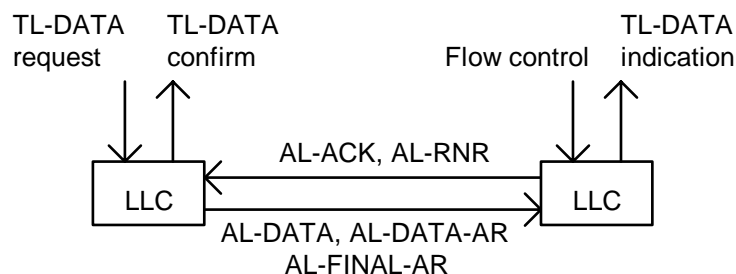 TL-DATA
request
TL-DATA
confirm
Flow control
TL-DATA
indication
AL-ACK, AL-RNR
LLC
LLC
AL-DATA, AL-DATA-AR
AL-FINAL-AR